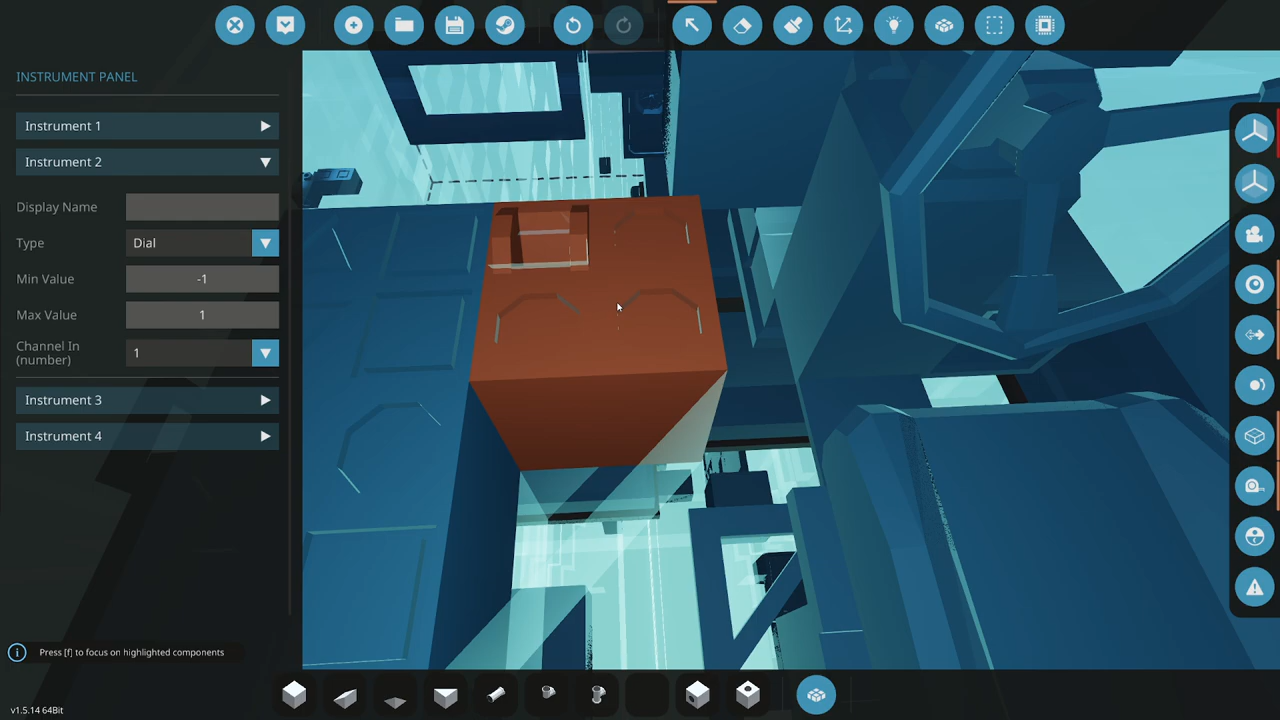 INSTRUMENT PANEL
Instrument 1
Instrument 2
Display Name
Type
Dial
Min Value
-1
Max Value
1
Channel In
(number)
1
Instrument 3
Instrument 4
Press [f] to focus on highlighted components
v1.5.14 64Bit